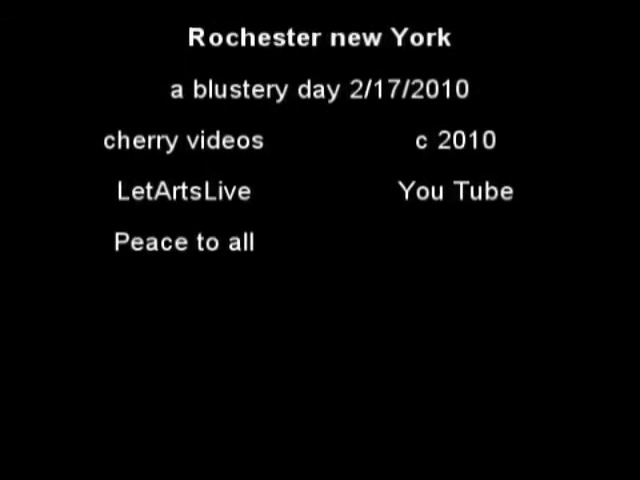 Rochester new York
a blustery day 2/17/2010
cherry videos c 2010
LetArtsLive You Tube
Peace to all